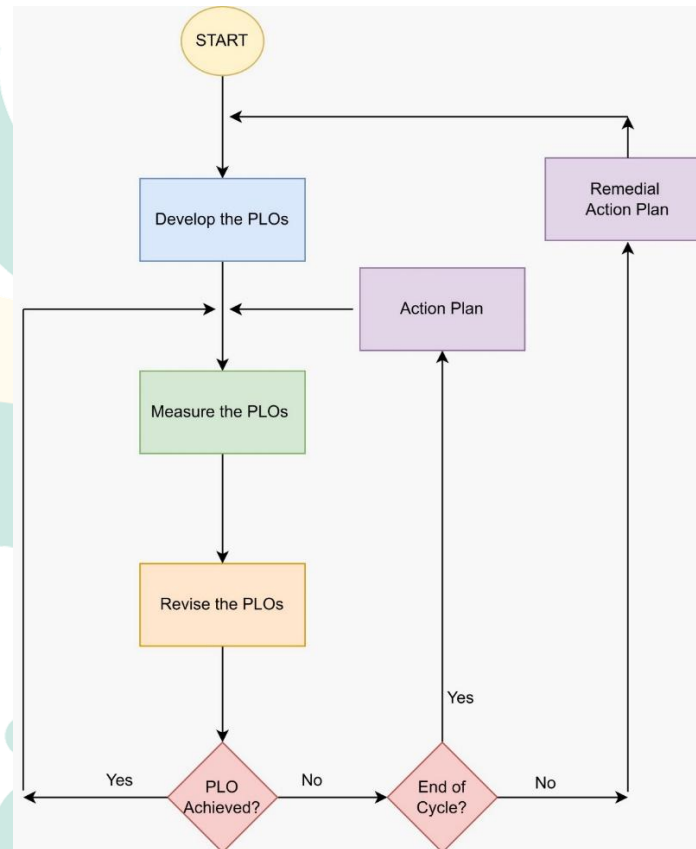 START
Develop the PLOs
Remedial
Action Plan
Action Plan
Measure the PLOs
Revise the PLOs
Yes
Yes
PLO
Achieved?
No
End of
Cycle?
No